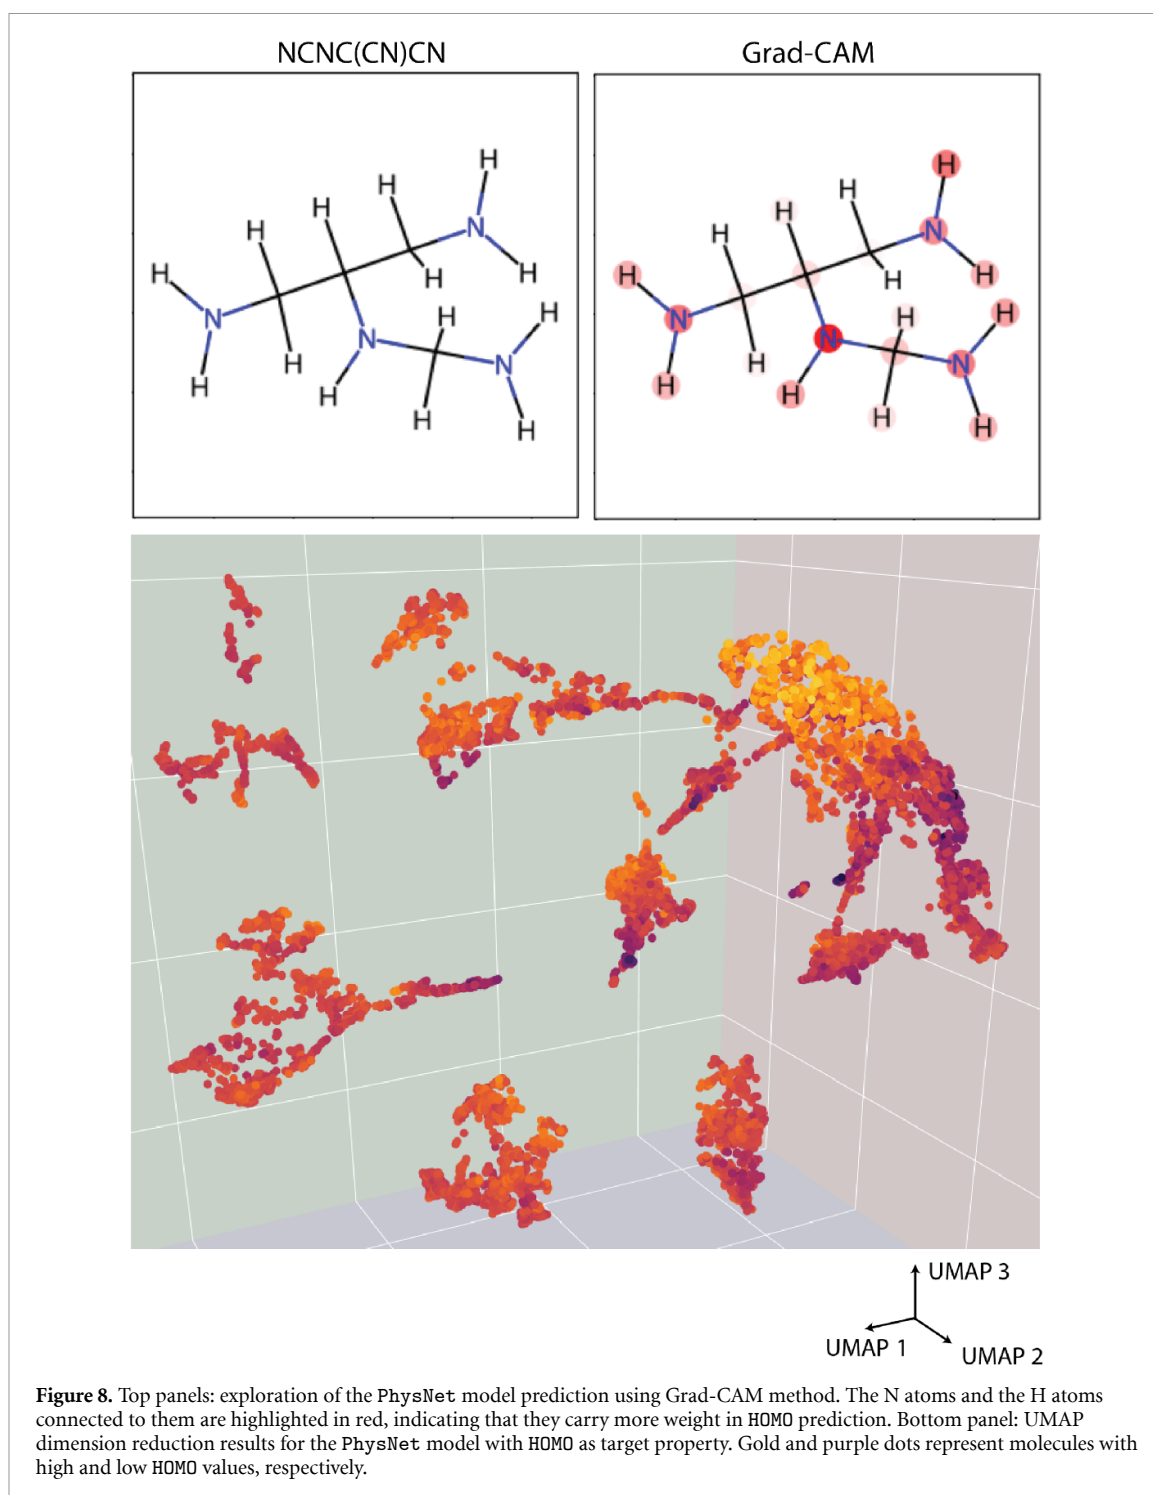 NCNC(CN)CN
Grad-CAM
H
H
H
H
N
H
H
H
N
H
H
N
H
N
H
H
H
H
H
H
H
H
N
H
H
H
N
H
H
N
H
N
H
H
H
H
UMAP 3
UMAP 1
UMAP 2
Figure 8. Top panels: exploration of the PhysNet model prediction using Grad-CAM method. The N atoms and the H atoms
connected to them are highlighted in red, indicating that they carry more weight in HOMO prediction. Bottom panel: UMAP
dimension reduction results for the PhysNet model with HOMO as target property. Gold and purple dots represent molecules with
high and low HOMO values, respectively.